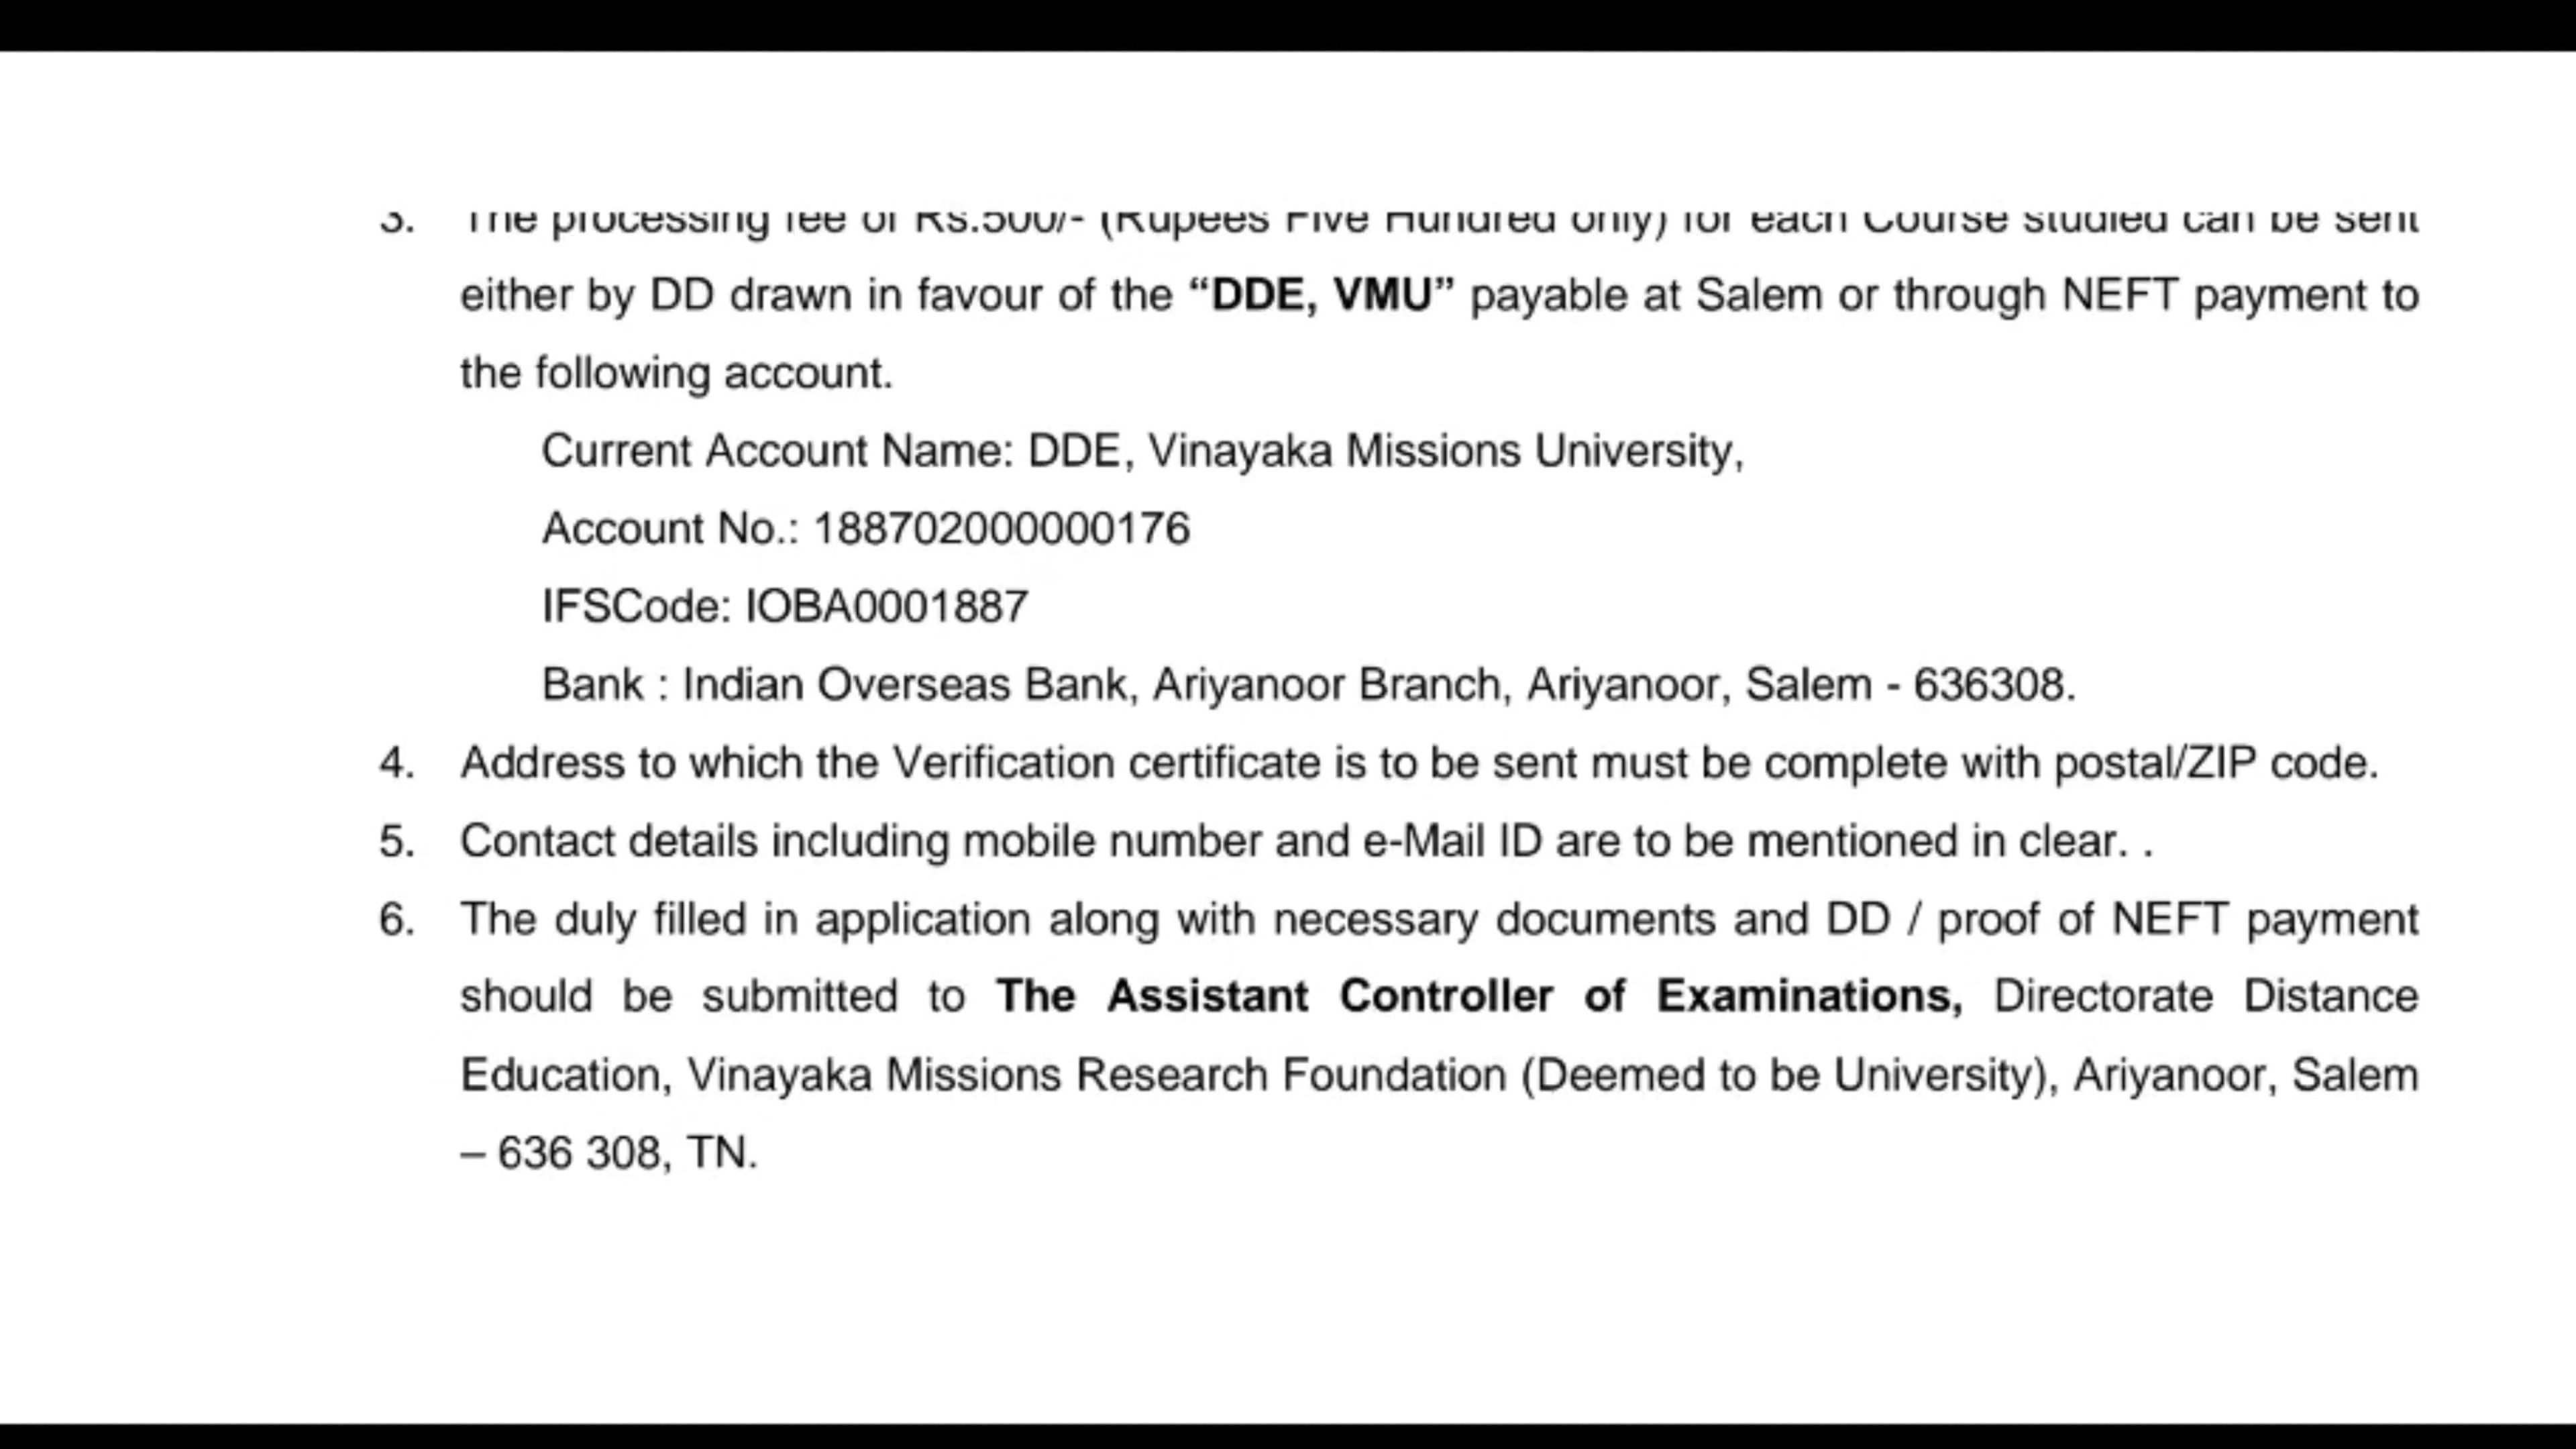 3. The processing fee of Rs.500/- (Rupees Five Hundred only) for each Course studied can be sent
either by DD drawn in favour of the “DDE, VMU” payable at Salem or through NEFT payment to
the following account.
Current Account Name: DDE, Vinayaka Missions University,
Account No.: 188702000000176
IFSCode: IOBA0001887
Bank : Indian Overseas Bank, Ariyanoor Branch, Ariyanoor, Salem - 636308.
4. Address to which the Verification certificate is to be sent must be complete with postal/ZIP code.
5. Contact details including mobile number and e-Mail ID are to be mentioned in clear. .
6. The duly filled in application along with necessary documents and DD / proof of NEFT payment
should be submitted to The Assistant Controller of Examinations, Directorate Distance
Education, Vinayaka Missions Research Foundation (Deemed to be University), Ariyanoor, Salem
– 636 308, TN.